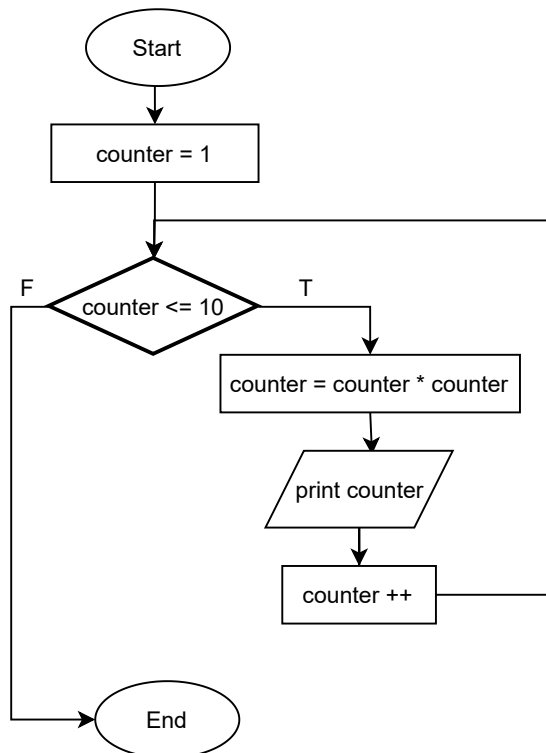 Start
counter = 1
F
T
counter <= 10
counter = counter * counter
print counter
counter ++
End